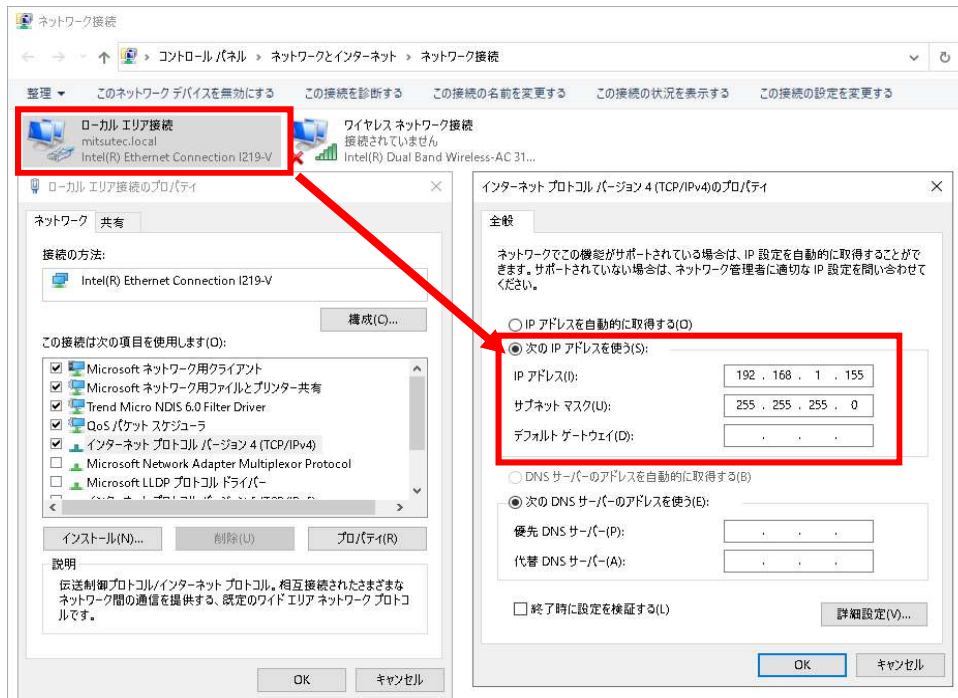 ネットワーク接続
コントロール パネル › ネットワークとインターネット › ネットワーク接続
整理 このネットワーク デバイスを無効にする この接続を診断する この接続の名前を変更する この接続の状況を表示する この接続の設定を変更する
ローカル エリア接続
mitsutec.local
Intel(R) Ethernet Connection I219-V
ワイヤレス ネットワーク接続
接続されていません
Intel(R) Dual Band Wireless-AC 31...
ローカル エリア接続のプロパティ
ネットワーク 共有
接続の方法:
Intel(R) Ethernet Connection I219-V
構成(C)...
この接続は次の項目を使用します(O):
Microsoft ネットワーク用クライアント
Microsoft ネットワーク用ファイルとプリンター共有
Trend Micro NDIS 6.0 Filter Driver
QoS パケット スケジューラ
インターネット プロトコル バージョン 4 (TCP/IPv4)
Microsoft Network Adapter Multiplexor Protocol
Microsoft LLDP プロトコル ドライバー
インストール(N)... 削除(U) プロパティ(R)
説明
伝送制御プロトコル/インターネット プロトコル。相互接続されたさまざまな
ネットワーク間の通信を提供する、既定のワイド エリア ネットワーク プロトコ
ルです。
OK キャンセル
インターネット プロトコル バージョン 4 (TCP/IPv4)のプロパティ
全般
ネットワークでこの機能がサポートされている場合は、IP 設定を自動的に取得することがで
きます。サポートされていない場合は、ネットワーク管理者に適切な IP 設定を問い合わせて
ください。
IP アドレスを自動的に取得する(O)
次の IP アドレスを使う(S):
IP アドレス(I): 192 . 168 . 1 . 155
サブネット マスク(U): 255 . 255 . 255 . 0
デフォルト ゲートウェイ(D): . . .
DNS サーバーのアドレスを自動的に取得する(B)
次の DNS サーバーのアドレスを使う(E):
優先 DNS サーバー(P): . . .
代替 DNS サーバー(A): . . .
終了時に設定を検証する(L)
詳細設定(V)...
OK キャンセル